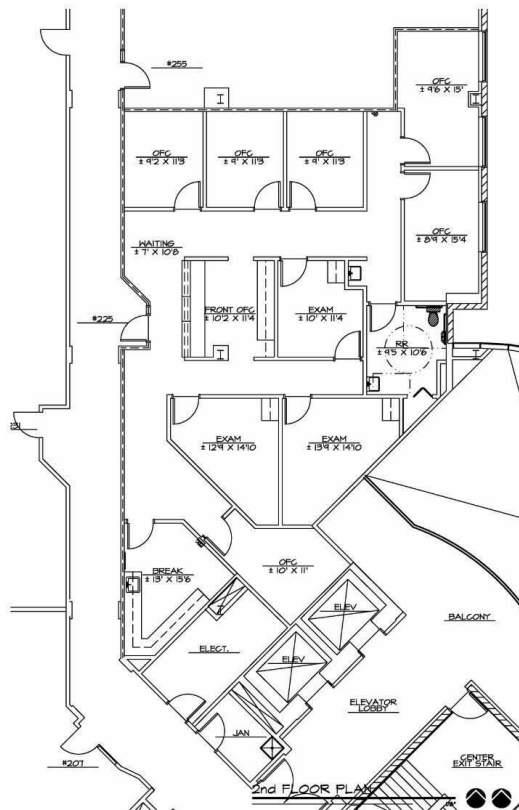 #255
OFC
± 9'6 X 15'
OFC
± 9'2 X 11'3
OFC
± 9' X 11'3
OFC
± 9' X 11'3
OFC
± 8'9 X 15'4
WAITING
± 7' X 10'8
FRONT OFC
± 10'2 X 11'4
EXAM
± 10' X 11'4
#225
RR
± 9'5 X 10'6
EXAM
± 12'9 X 14'10
EXAM
± 13'9 X 14'10
OFC
± 10' X 11'
BREAK
± 13' X 15'6
ELEV
BALCONY
ELECT.
ELEV
ELEVATOR
LOBBY
JAN
CENTER
EXIT STAIR
#207
2nd FLOOR PLAN